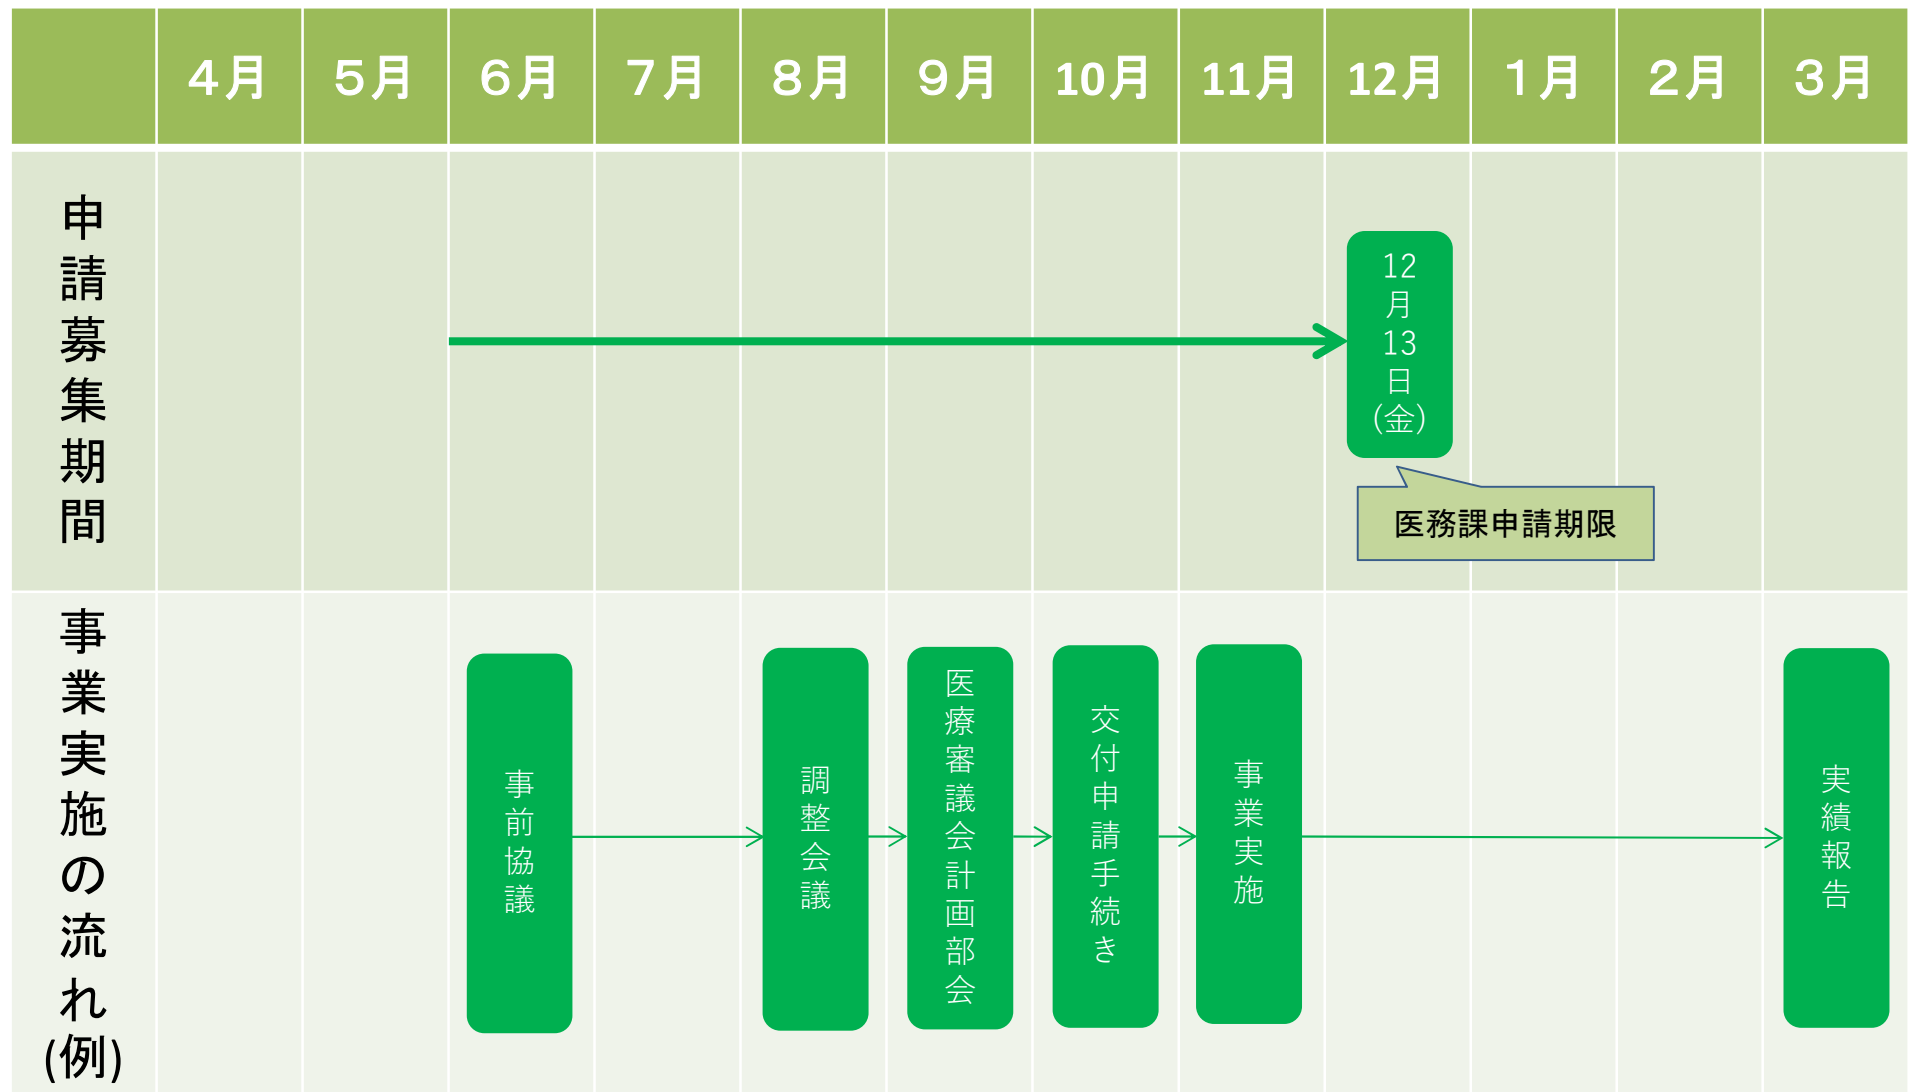 ４月 ５月 ６月 ７月 ８月 ９月 10月 11月 12月 １月 ２月 ３月
申請募集期間
12月13日(金)
医務課申請期限
事業実施の流れ(例)
事前協議
調整会議
医療審議会計画部会
交付申請手続き
事業実施
実績報告